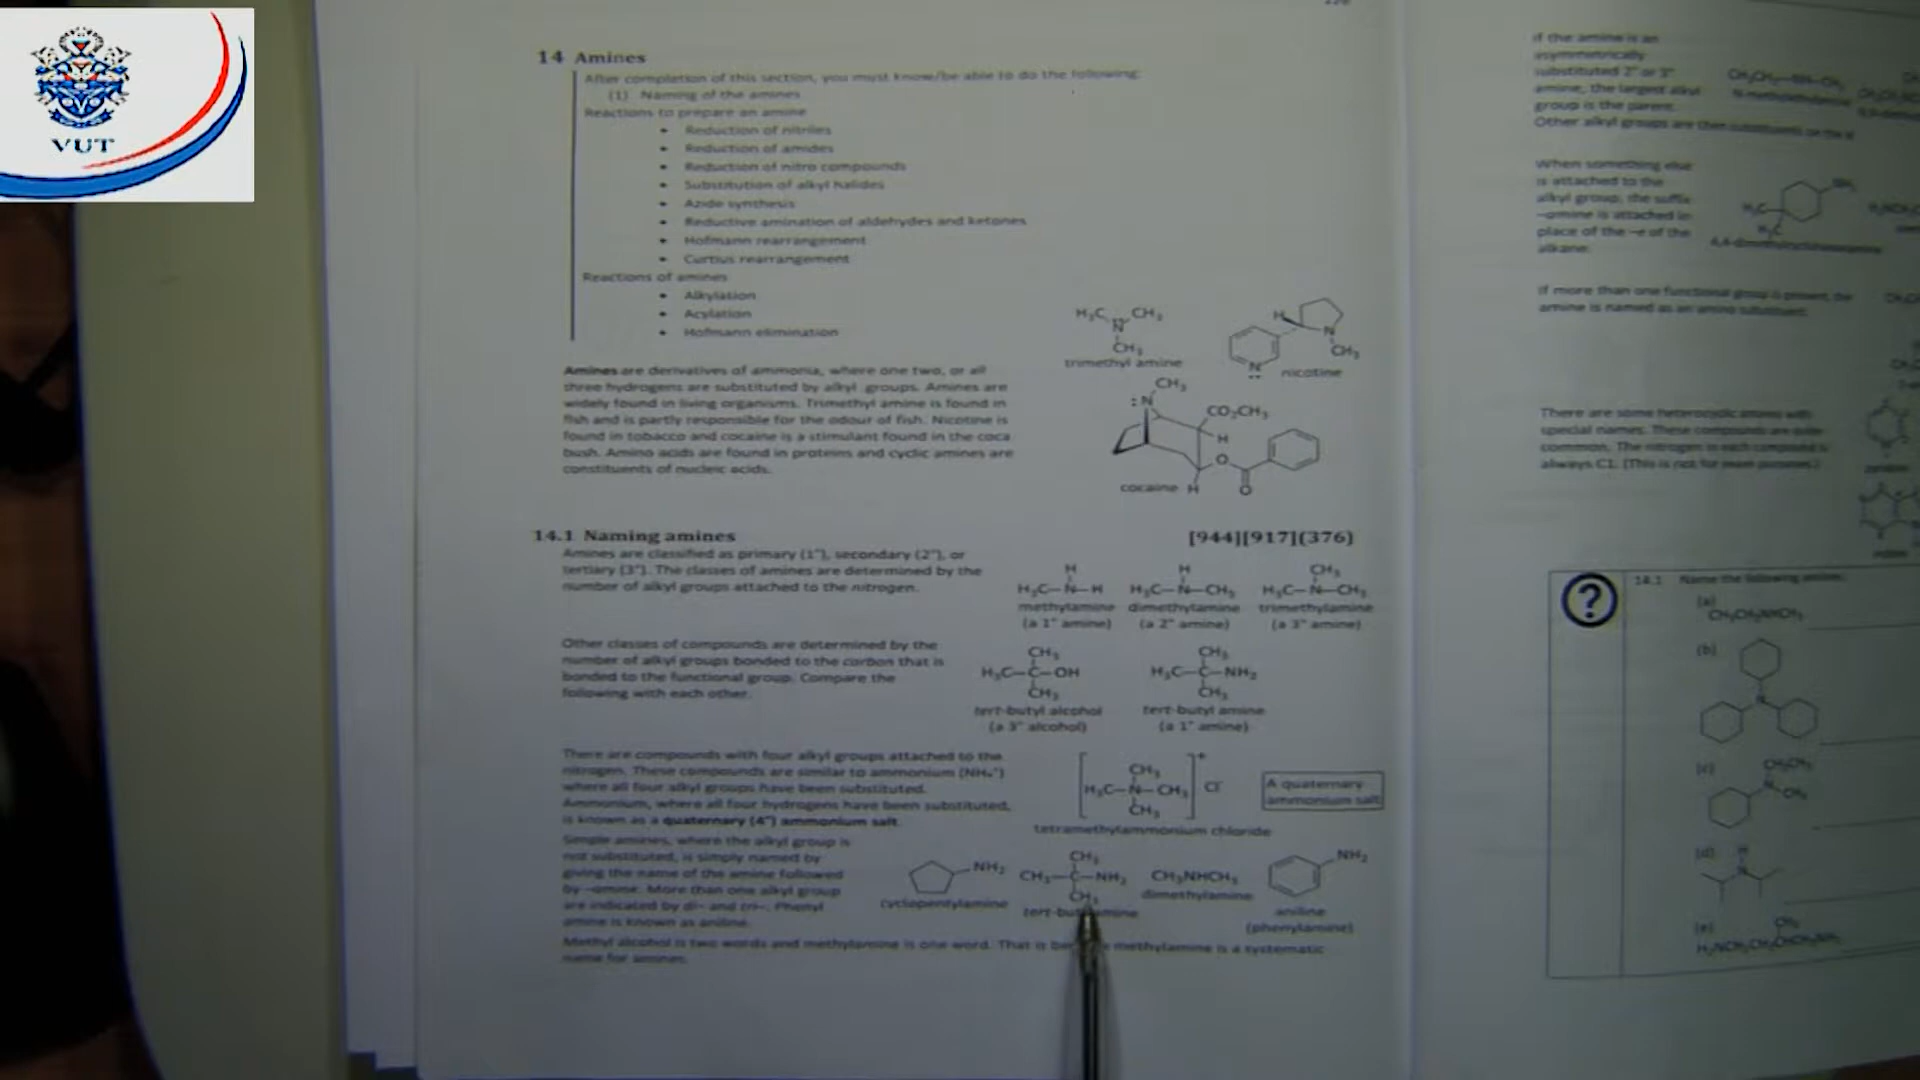 VUT
14 Amines
After completion of this section, you must know/be able to do the following:
(1) Naming of the amines
Reactions to prepare an amine
• Reduction of nitriles
• Reduction of amides
• Reduction of nitro compounds
• Substitution of alkyl halides
• Azide synthesis
• Reductive amination of aldehydes and ketones
• Hofmann rearrangement
• Curtius rearrangement
Reactions of amines
• Alkylation
• Acylation
• Hofmann elimination
Amines are derivatives of ammonia, where one two, or all
three hydrogens are substituted by alkyl groups. Amines are
widely found in living organisms. Trimethyl amine is found in
fish and is partly responsible for the odour of fish. Nicotine is
found in tobacco and cocaine is a stimulant found in the coca
bush. Amino acids are found in proteins and cyclic amines are
constituents of nucleic acids.
H₃C N CH₃
CH₃
trimethyl amine
H
N
CH₃
N
nicotine
CH₃
:N
CO₂CH₃
H
O
cocaine H O
14.1 Naming amines [944][917](376)
Amines are classified as primary (1°), secondary (2°), or
tertiary (3°). The classes of amines are determined by the
number of alkyl groups attached to the nitrogen.
H H CH₃
H₃C—N—H H₃C—N—CH₃ H₃C—N—CH₃
methylamine dimethylamine trimethylamine
(a 1° amine) (a 2° amine) (a 3° amine)
Other classes of compounds are determined by the
number of alkyl groups bonded to the carbon that is
bonded to the functional group. Compare the
following with each other.
CH₃ CH₃
H₃C—C—OH H₃C—C—NH₂
CH₃ CH₃
tert-butyl alcohol tert-butyl amine
(a 3° alcohol) (a 1° amine)
There are compounds with four alkyl groups attached to the
nitrogen. These compounds are similar to ammonium (NH₄⁺)
where all four alkyl groups have been substituted.
Ammonium, where all four hydrogens have been substituted,
is known as a quaternary (4°) ammonium salt.
CH₃
H₃C—N—CH₃
CH₃
+
Cl⁻
A quaternary
ammonium salt
tetramethylammonium chloride
Simple amines, where the alkyl group is
not substituted, is simply named by
giving the name of the amine followed
by –amine. More than one alkyl group
are indicated by di– and tri–. Phenyl
amine is known as aniline.
NH₂
cyclopentylamine
CH₃
CH₃—C—NH₂
CH₃
CH₃NHCH₃
dimethylamine
NH₂
aniline
(phenylamine)
Methyl alcohol is two words and methylamine is one word. That is methylamine is a systematic
name for amines.
If the amine is an
asymmetrically
substituted 2° or 3°
amine, the largest alkyl
group is the parent.
Other alkyl groups are then substituents on the
When something else
is attached to the
alkyl group, the suffix
–amine is attached in
place of the –e of the
alkane.
If more than one functional group is present, the
amine is named as an amino substituent.
There are some heterocyclic amines with
special names. These compounds are quite
common. The nitrogen in each compound is
always C1.
?
14.1 Name the following amines.
(a)
CH₃CH₂NHCH₃
(b)
N
(c)
CH₂CH₃
N
CH₃
(d)
H
N
(e)
CH₃